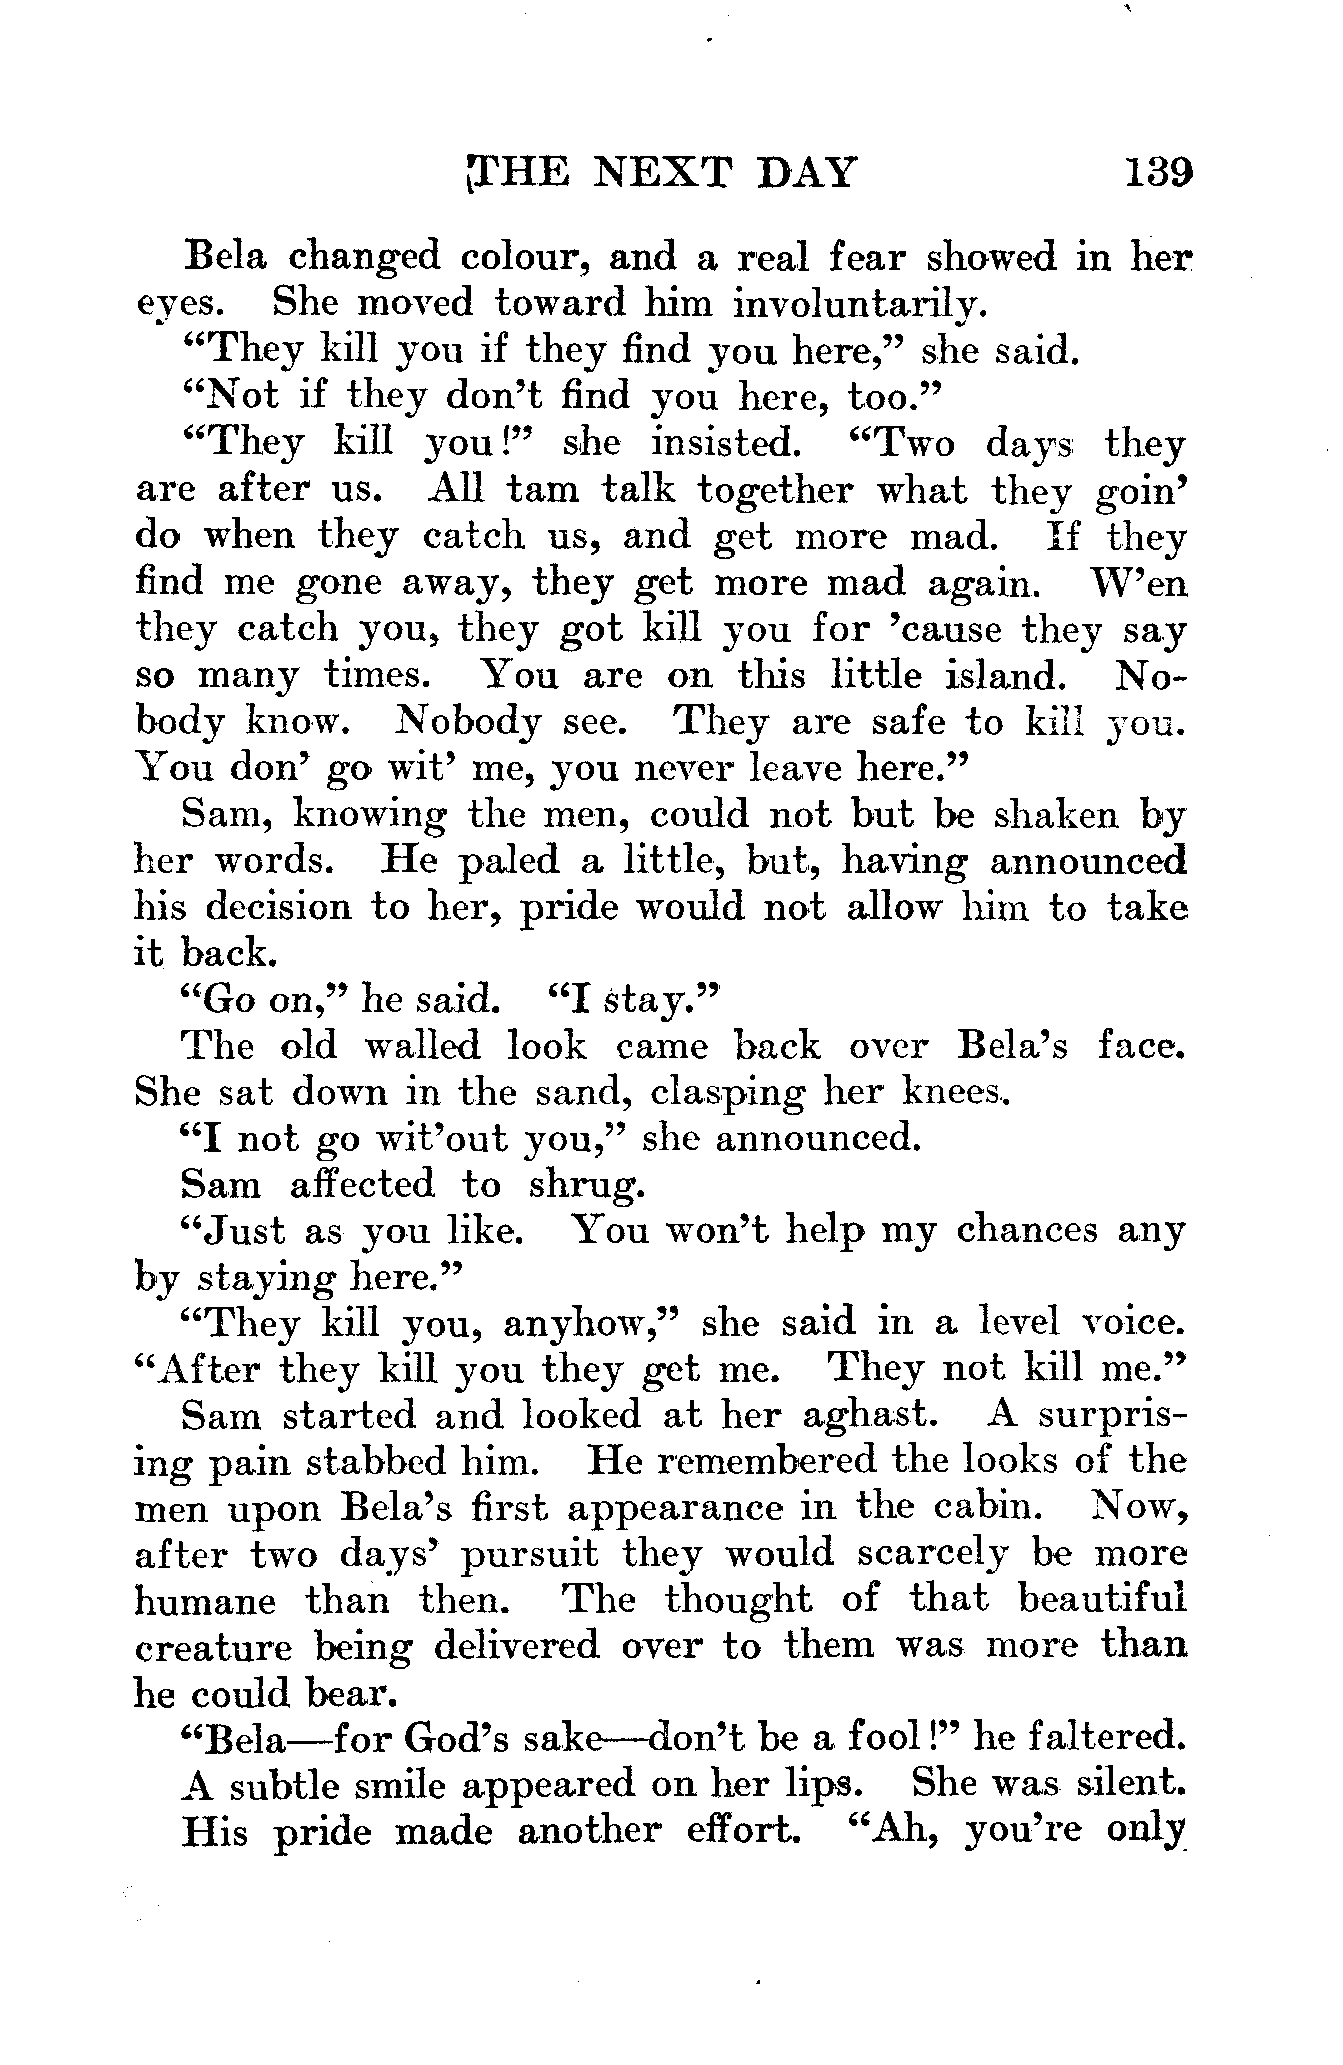 THE NEXT DAY 139
Bela changed colour, and a real fear showed in her
eyes. She moved toward him involuntarily.
“They kill you if they find you here,” she said.
“Not if they don’t find you here, too.”
“They kill you!” she insisted. “Two days they
are after us. All tam talk together what they goin’
do when they catch us, and get more mad. If they
find me gone away, they get more mad again. W’en
they catch you, they got kill you for ’cause they say
so many times. You are on this little island. No-
body know. Nobody see. They are safe to kill you.
You don’ go wit’ me, you never leave here.”
Sam, knowing the men, could not but be shaken by
her words. He paled a little, but, having announced
his decision to her, pride would not allow him to take
it back.
“Go on,” he said. “I stay.”
The old walled look came back over Bela’s face.
She sat down in the sand, clasping her knees.
“I not go wit’out you,” she announced.
Sam affected to shrug.
“Just as you like. You won’t help my chances any
by staying here.”
“They kill you, anyhow,” she said in a level voice.
“After they kill you they get me. They not kill me.”
Sam started and looked at her aghast. A surpris-
ing pain stabbed him. He remembered the looks of the
men upon Bela’s first appearance in the cabin. Now,
after two days’ pursuit they would scarcely be more
humane than then. The thought of that beautiful
creature being delivered over to them was more than
he could bear.
“Bela—for God’s sake—don’t be a fool!” he faltered.
A subtle smile appeared on her lips. She was silent.
His pride made another effort. “Ah, you’re only